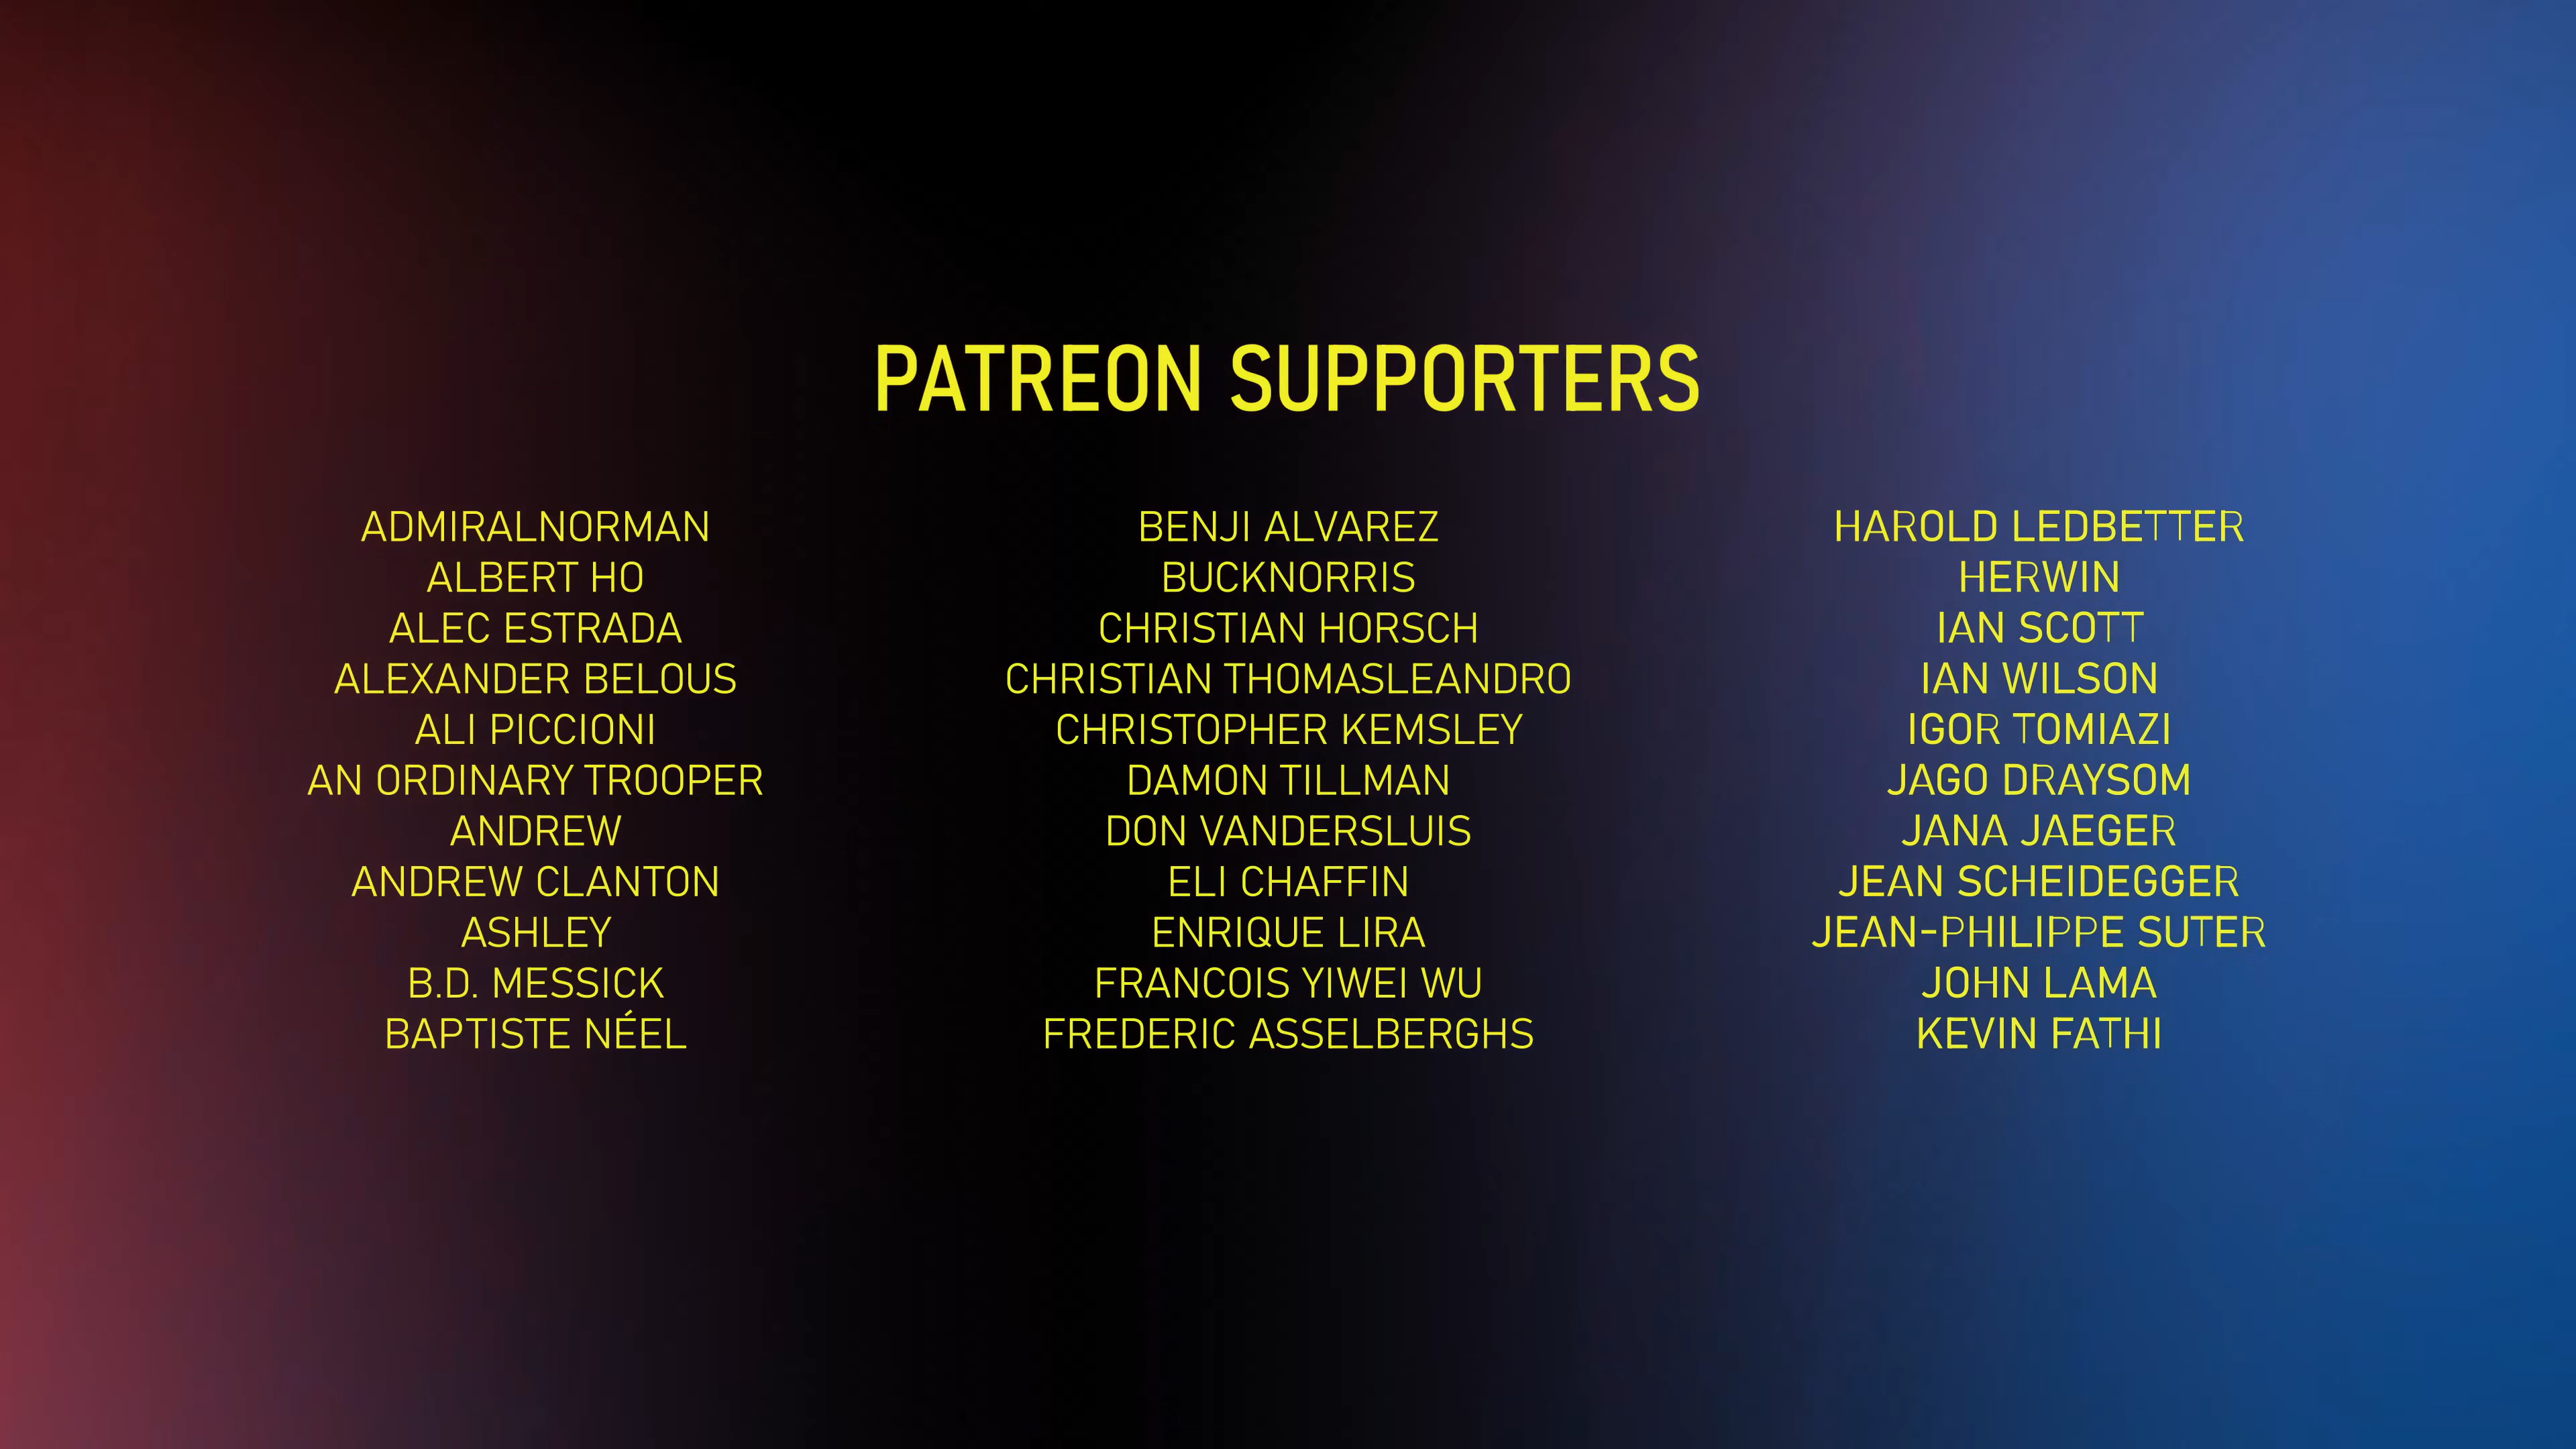 PATREON SUPPORTERS
ADMIRALNORMAN
ALBERT HO
ALEC ESTRADA
ALEXANDER BELOUS
ALI PICCIONI
AN ORDINARY TROOPER
ANDREW
ANDREW CLANTON
ASHLEY
B.D. MESSICK
BAPTISTE NÉEL
BENJI ALVAREZ
BUCKNORRIS
CHRISTIAN HORSCH
CHRISTIAN THOMASLEANDRO
CHRISTOPHER KEMSLEY
DAMON TILLMAN
DON VANDERSLUIS
ELI CHAFFIN
ENRIQUE LIRA
FRANCOIS YIWEI WU
FREDERIC ASSELBERGHS
HAROLD LEDBETTER
HERWIN
IAN SCOTT
IAN WILSON
IGOR TOMIAZI
JAGO DRAYSOM
JANA JAEGER
JEAN SCHEIDEGGER
JEAN-PHILIPPE SUTER
JOHN LAMA
KEVIN FATHI